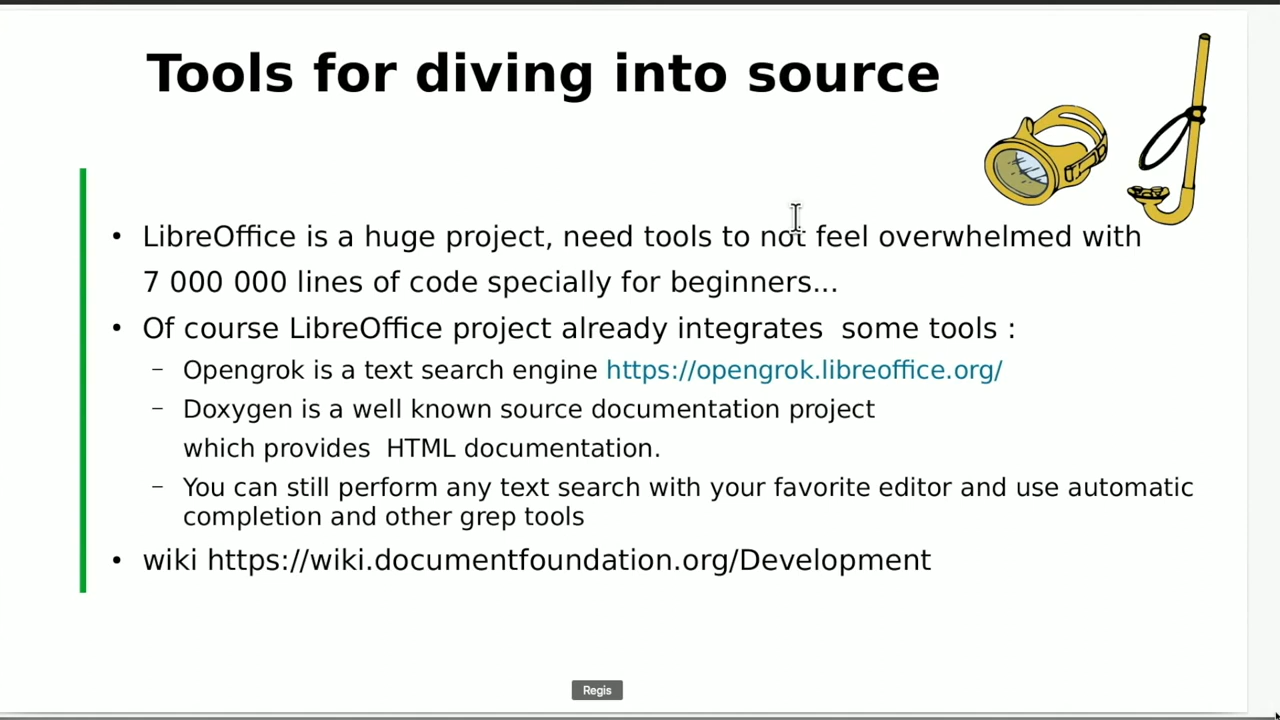 Tools for diving into source
• LibreOffice is a huge project, need tools to not feel overwhelmed with
7 000 000 lines of code specially for beginners...
• Of course LibreOffice project already integrates  some tools :
– Opengrok is a text search engine https://opengrok.libreoffice.org/
– Doxygen is a well known source documentation project
which provides  HTML documentation.
– You can still perform any text search with your favorite editor and use automatic
completion and other grep tools
• wiki https://wiki.documentfoundation.org/Development
Regis